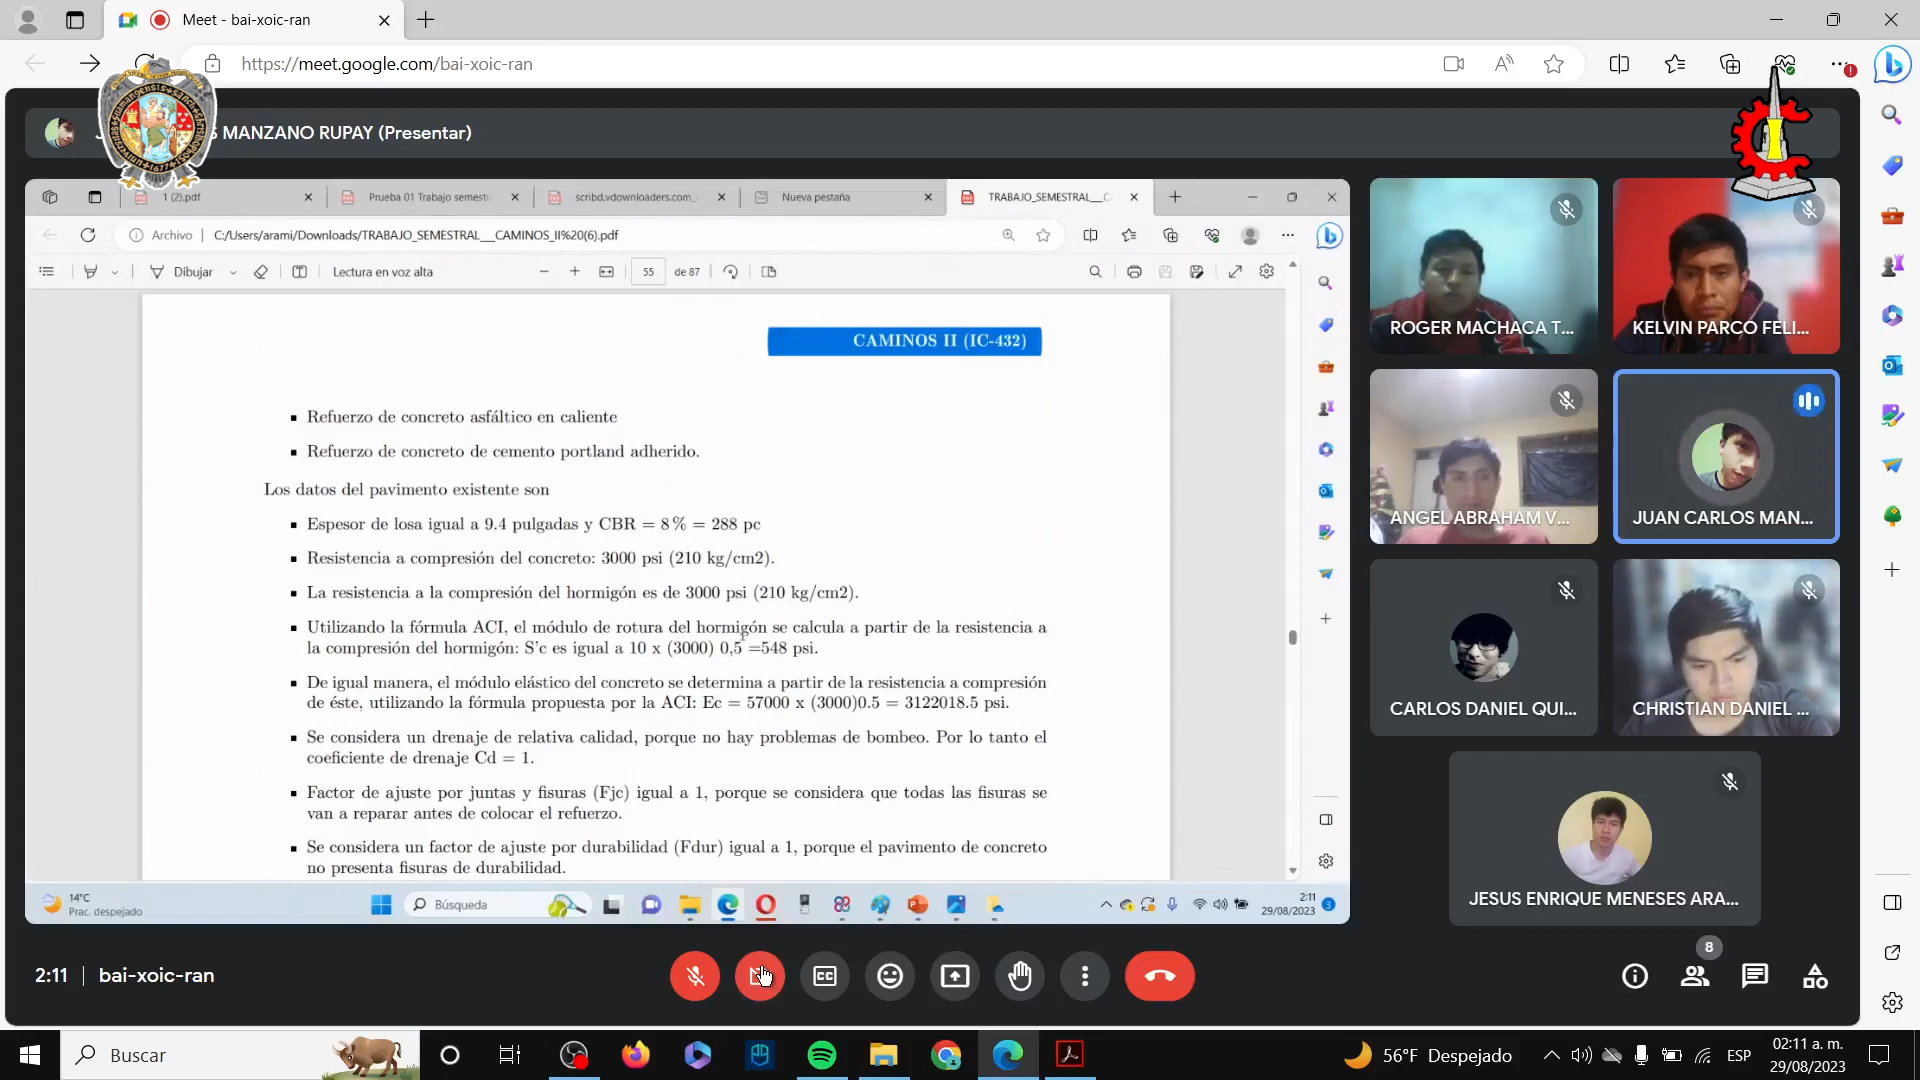 Meet - bai-xoic-ran
https://meet.google.com/bai-xoic-ran
MANZANO RUPAY (Presentar)
1 (2).pdf
Prueba 01 Trabajo semestr
scribd.vdownloaders.com_
Nueva pestaña
TRABAJO_SEMESTRAL___C
Archivo
C:/Users/arami/Downloads/TRABAJO_SEMESTRAL___CAMINOS_II%20(6).pdf
Dibujar
Lectura en voz alta
55
de 87
CAMINOS II (IC-432)
▪ Refuerzo de concreto asfáltico en caliente
▪ Refuerzo de concreto de cemento portland adherido.
Los datos del pavimento existente son
▪ Espesor de losa igual a 9.4 pulgadas y CBR = 8 % = 288 pc
▪ Resistencia a compresión del concreto: 3000 psi (210 kg/cm2).
▪ La resistencia a la compresión del hormigón es de 3000 psi (210 kg/cm2).
▪ Utilizando la fórmula ACI, el módulo de rotura del hormigón se calcula a partir de la resistencia a
la compresión del hormigón: S'c es igual a 10 x (3000) 0,5 =548 psi.
▪ De igual manera, el módulo elástico del concreto se determina a partir de la resistencia a compresión
de éste, utilizando la fórmula propuesta por la ACI: Ec = 57000 x (3000)0.5 = 3122018.5 psi.
▪ Se considera un drenaje de relativa calidad, porque no hay problemas de bombeo. Por lo tanto el
coeficiente de drenaje Cd = 1.
▪ Factor de ajuste por juntas y fisuras (Fjc) igual a 1, porque se considera que todas las fisuras se
van a reparar antes de colocar el refuerzo.
▪ Se considera un factor de ajuste por durabilidad (Fdur) igual a 1, porque el pavimento de concreto
no presenta fisuras de durabilidad.
14°C
Prac. despejado
Búsqueda
2:11
29/08/2023
3
ROGER MACHACA T...
KELVIN PARCO FELI...
ANGEL ABRAHAM V...
JUAN CARLOS MAN...
CARLOS DANIEL QUI...
CHRISTIAN DANIEL ...
JESUS ENRIQUE MENESES ARA...
2:11
bai-xoic-ran
8
Buscar
56°F Despejado
ESP
02:11 a. m.
29/08/2023